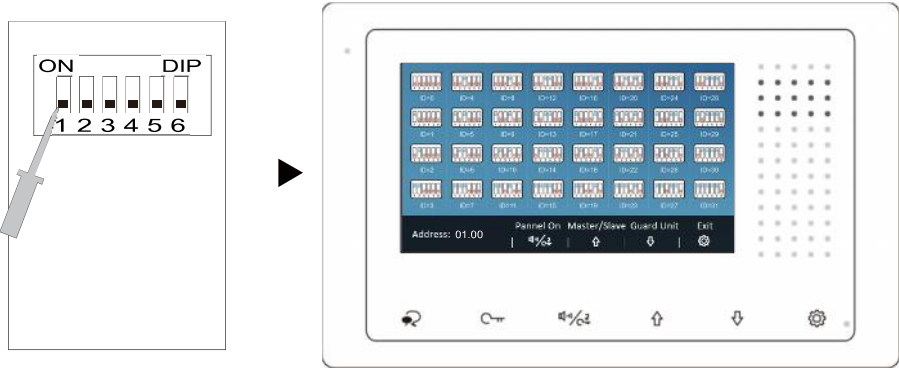 ON DIP
1 2 3 4 5 6
ID=0 ID=4 ID=8 ID=12 ID=16 ID=20 ID=24 ID=28
ID=1 ID=5 ID=9 ID=13 ID=17 ID=21 ID=25 ID=29
ID=2 ID=6 ID=10 ID=14 ID=18 ID=22 ID=26 ID=30
ID=3 ID=7 ID=11 ID=15 ID=19 ID=23 ID=27 ID=31
Pannel On Master/Slave Guard Unit Exit
Address: 01.00